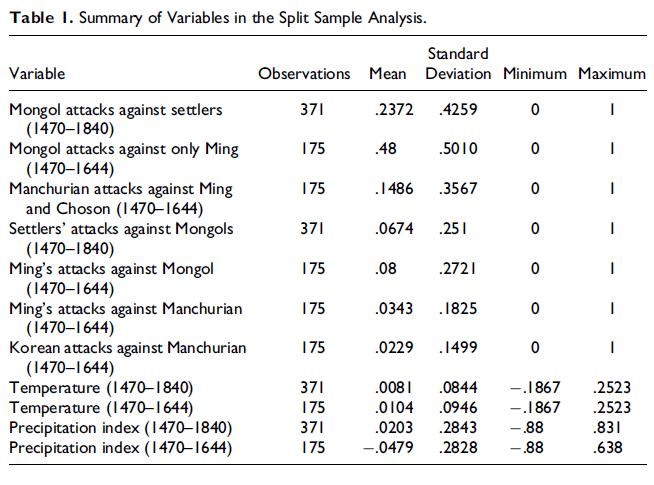 Table 1. Summary of Variables in the Split Sample Analysis.
Standard
Variable Observations Mean Deviation Minimum Maximum
Mongol attacks against settlers 371 .2372 .4259 0 1
(1470–1840)
Mongol attacks against only Ming 175 .48 .5010 0 1
(1470–1644)
Manchurian attacks against Ming 175 .1486 .3567 0 1
and Choson (1470–1644)
Settlers’ attacks against Mongols 371 .0674 .251 0 1
(1470–1840)
Ming’s attacks against Mongol 175 .08 .2721 0 1
(1470–1644)
Ming’s attacks against Manchurian 175 .0343 .1825 0 1
(1470–1644)
Korean attacks against Manchurian 175 .0229 .1499 0 1
(1470–1644)
Temperature (1470–1840) 371 .0081 .0844 −.1867 .2523
Temperature (1470–1644) 175 .0104 .0946 −.1867 .2523
Precipitation index (1470–1840) 371 .0203 .2843 −.88 .831
Precipitation index (1470–1644) 175 −.0479 .2828 −.88 .638